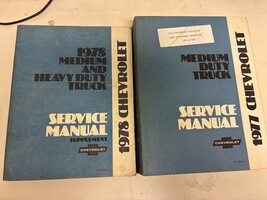 1978
MEDIUM
AND
HEAVY DUTY
TRUCK
SERVICE
MANUAL
SUPPLEMENT
CHEVROLET
1978 CHEVROLET
MEDIUM
DUTY
TRUCK
SERVICE
MANUAL
CHEVROLET
1977 CHEVROLET